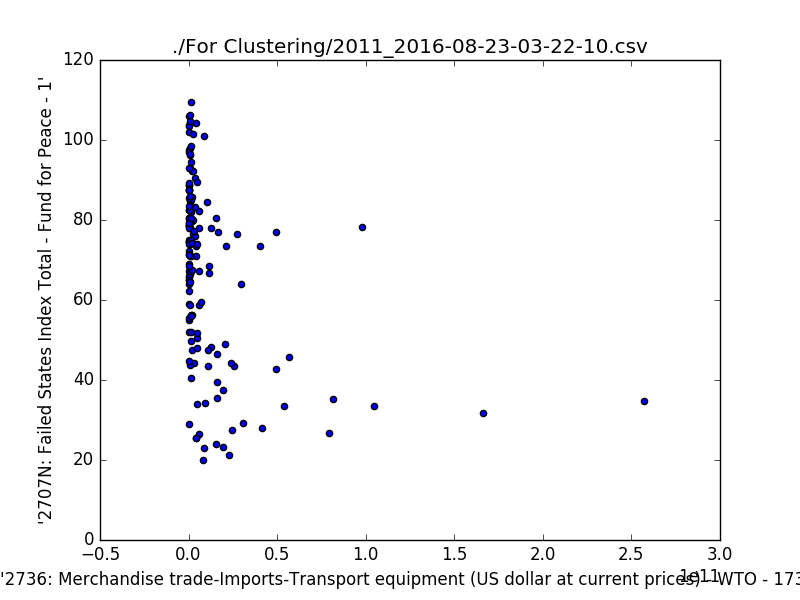 ./For Clustering/2011_2016-08-23-03-22-10.csv
120
100
80
60
40
20
0
'2707N: Failed States Index Total - Fund for Peace - 1'
−0.5 0.0 0.5 1.0 1.5 2.0 2.5 3.0
1e11
'2736: Merchandise trade-Imports-Transport equipment (US dollar at current prices) - WTO - 173